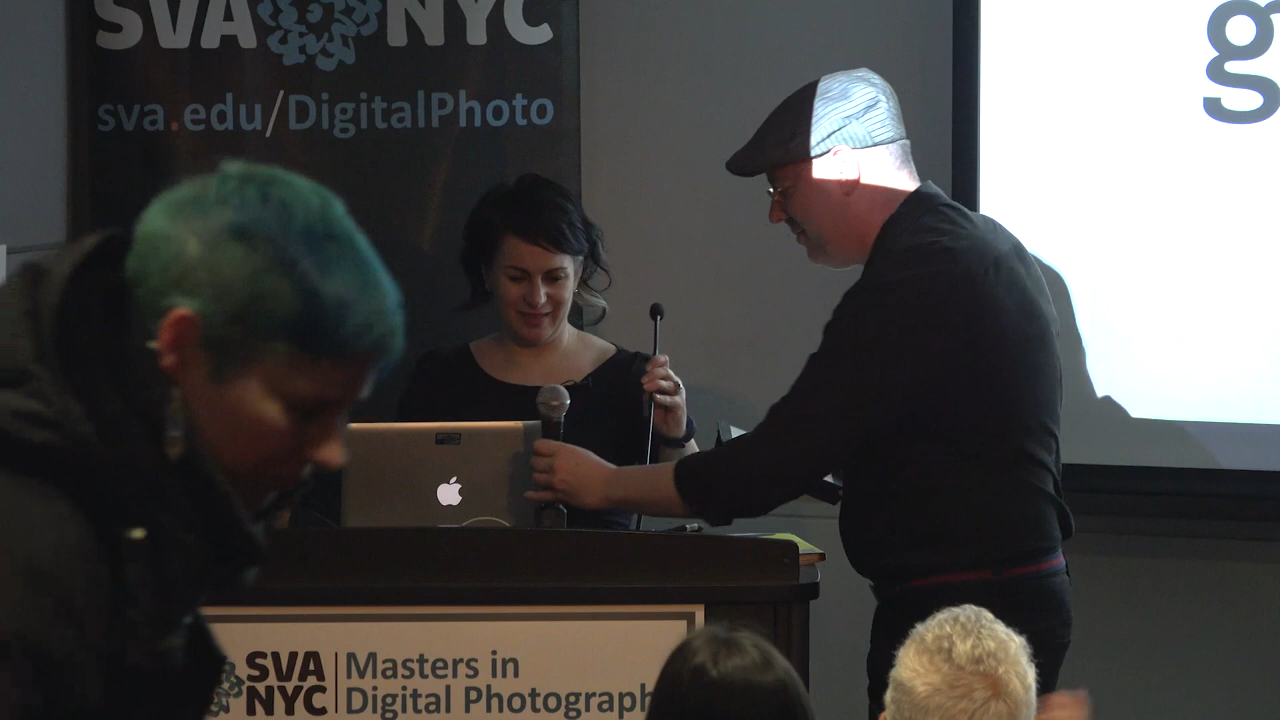 SVA NYC
sva.edu/DigitalPhoto
g
SVA NYC
Masters in
Digital Photograph